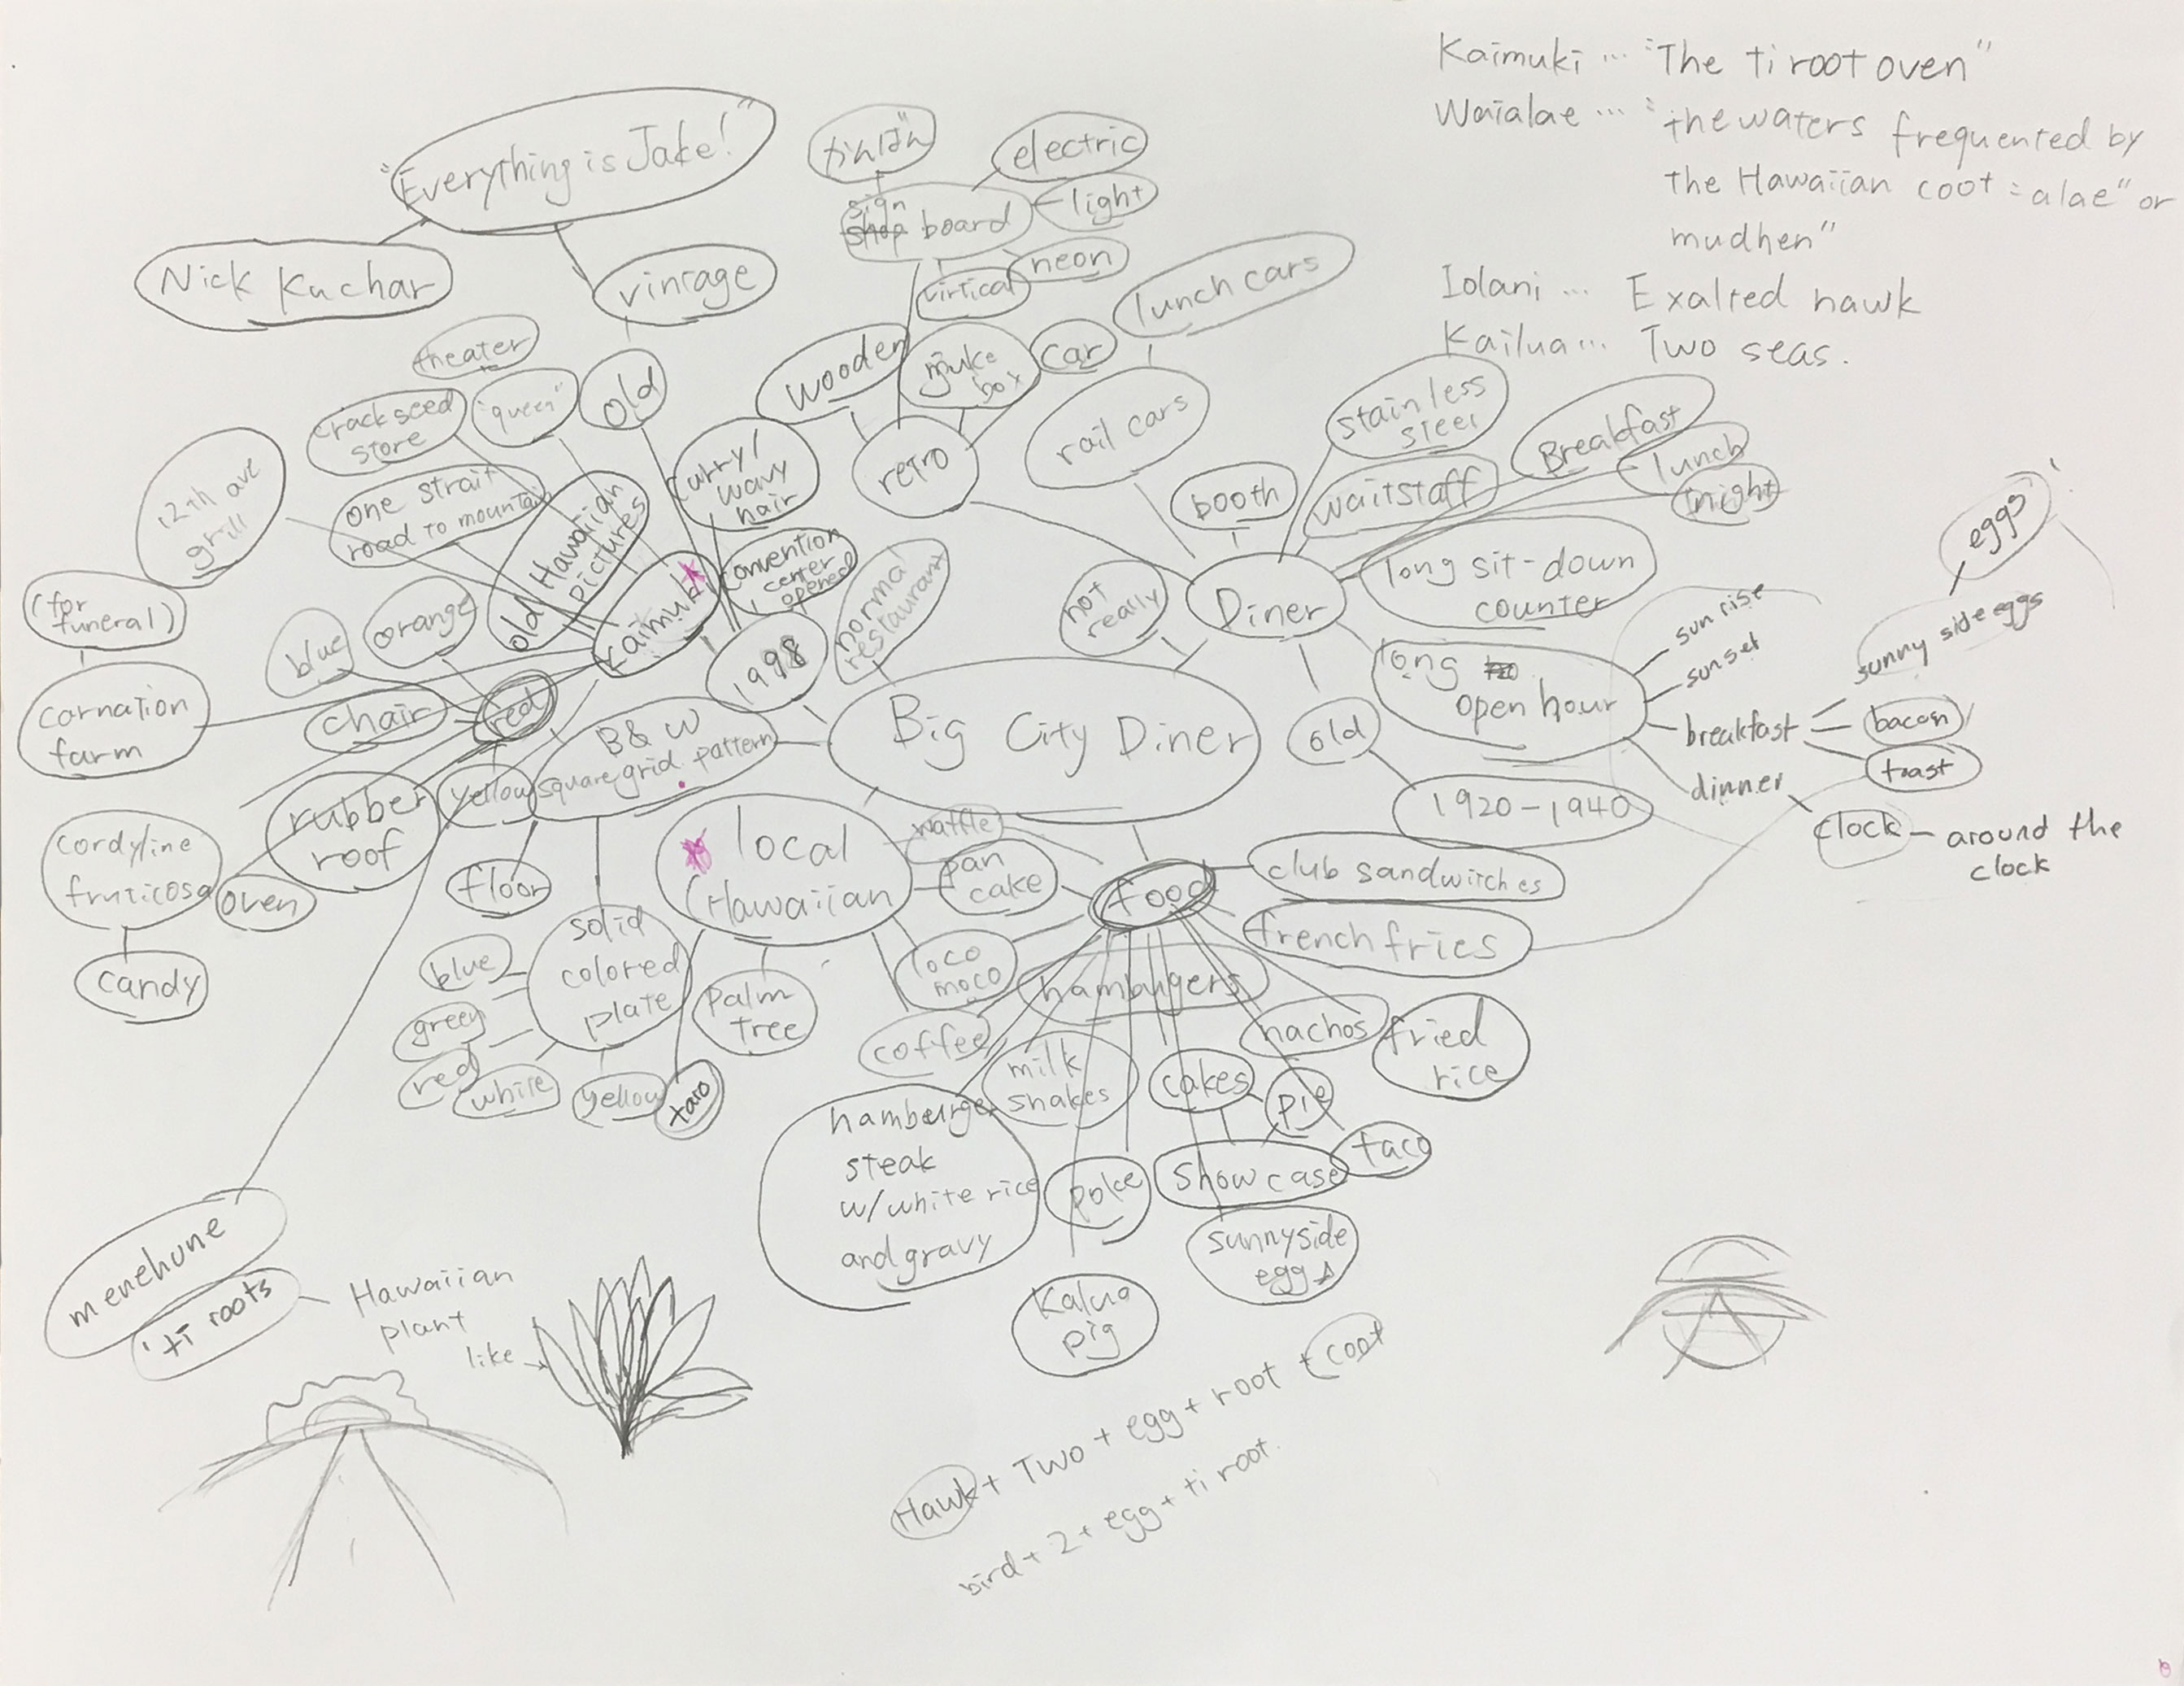 Kaimuki ... "The ti root oven"
Waialae ... "the waters frequented by
the Hawaiian coot = alae" or
mudhen"
Iolani ... Exalted hawk
Kailua ... Two seas.
"Everything is Jake!"
Nick Kuchar
vintage
old
theater
"queen"
crack seed
store
12th ave
grill
one strait
road to mountain
old Hawaiian
pictures
curry/
wavy
hair
Kaimuki
convention
center
opened
1998
normal
restaurant
(for
funeral)
carnation
farm
blue
orange
chair
red
yellow
rubber
roof
cordyline
fruticosa
oven
candy
B & W
square grid pattern
floor
solid
colored
plate
blue
green
red
white
yellow
かんばん
sign
shop board
electric
light
neon
virtical
wooden
juke
box
car
retro
lunch cars
rail cars
booth
stainless
steel
waitstaff
Breakfast
lunch
night
long sit-down
counter
Diner
not
really
Big City Diner
old
1920-1940
long
open hour
sun rise
sunset
breakfast
dinner
sunny side eggs
eggs!
bacon
toast
clock
around the
clock
local
(Hawaiian
palm
tree
taro
waffle
pan
cake
loco
moco
food
club sandwitches
french fries
hamburgers
coffee
milk
shakes
cakes
pie
nachos
fried
rice
taco
show case
hamburger
steak
w/white rice
and gravy
poke
sunnyside
eggs
Kalua
pig
menehune
'ti roots
Hawaiian
plant
like
Hawk + Two + egg + root + coot
bird + 2 + egg + ti root.